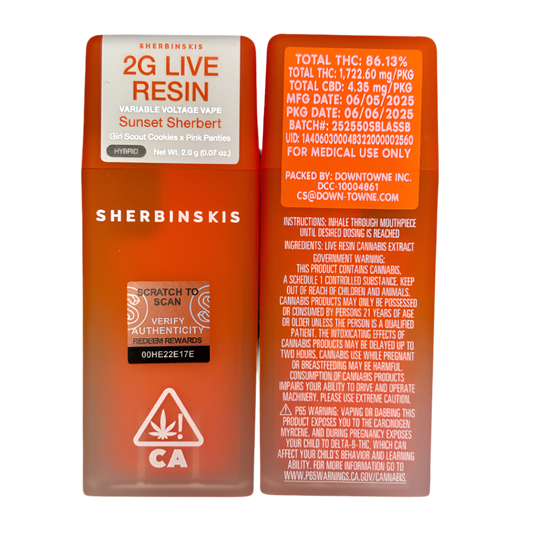 SHERBINSKIS
2G LIVE
RESIN
VARIABLE VOLTAGE VAPE
Sunset Sherbert
Girl Scout Cookies x Pink Panties
HYBRID
Net Wt. 2.0 g (0.07 oz.)
SHERBINSKIS
SCRATCH TO
SCAN
VERIFY
AUTHENTICITY
REDEEM REWARDS
00HE22E17E
CA
TOTAL THC: 86.13%
TOTAL THC: 1,722.60 mg/PKG
TOTAL CBD: 4.35 mg/PKG
MFG DATE: 06/05/2025
PKG DATE: 06/06/2025
BATCH#: 252550SBLASSB
UID: 1A406030004B322000002560
FOR MEDICAL USE ONLY
PACKED BY: DOWNTOWNE INC.
DCC-10004861
CS@DOWN-TOWNE.COM
INSTRUCTIONS: INHALE THROUGH MOUTHPIECE
UNTIL DESIRED DOSING IS REACHED
INGREDIENTS: LIVE RESIN CANNABIS EXTRACT
GOVERNMENT WARNING:
THIS PRODUCT CONTAINS CANNABIS,
A SCHEDULE 1 CONTROLLED SUBSTANCE. KEEP
OUT OF REACH OF CHILDREN AND ANIMALS.
CANNABIS PRODUCTS MAY ONLY BE POSSESSED
OR CONSUMED BY PERSONS 21 YEARS OF AGE
OR OLDER UNLESS THE PERSON IS A QUALIFIED
PATIENT. THE INTOXICATING EFFECTS OF
CANNABIS PRODUCTS MAY BE DELAYED UP TO
TWO HOURS. CANNABIS USE WHILE PREGNANT
OR BREASTFEEDING MAY BE HARMFUL.
CONSUMPTION OF CANNABIS PRODUCTS
IMPAIRS YOUR ABILITY TO DRIVE AND OPERATE
MACHINERY. PLEASE USE EXTREME CAUTION.
P65 WARNING: VAPING OR DABBING THIS
PRODUCT EXPOSES YOU TO THE CARCINOGEN
MYRCENE. AND DURING PREGNANCY EXPOSES
YOUR CHILD TO DELTA-9-THC, WHICH CAN
AFFECT YOUR CHILD'S BEHAVIOR AND LEARNING
ABILITY. FOR MORE INFORMATION GO TO
WWW.P65WARNINGS.CA.GOV/CANNABIS.